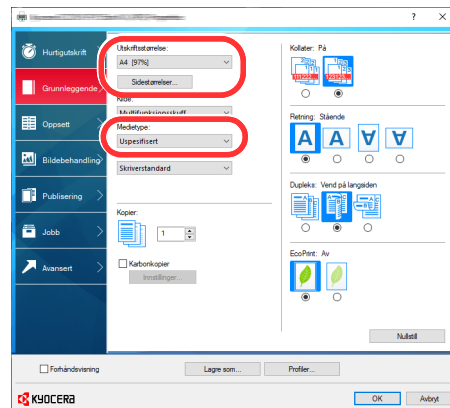 ? X
Hurtigutskrift
Grunnleggende
Oppsett
Bildebehandling
Publisering
Jobb
Avansert
Utskriftsstørrelse:
A4 [97%]
Sidestørrelser...
Kilde:
Multifunksjonsskuff
Medietype:
Uspesifisert
Skriverstandard
Kopier:
1
Karbonkopier
Innstillinger...
Kollater: På
111222...
123123...
Retning: Stående
A A A A
Dupleks: Vend på langsiden
EcoPrint: Av
Nullstill
Forhåndsvisning
Lagre som...
Profiler...
KYOCERA
OK
Avbryt